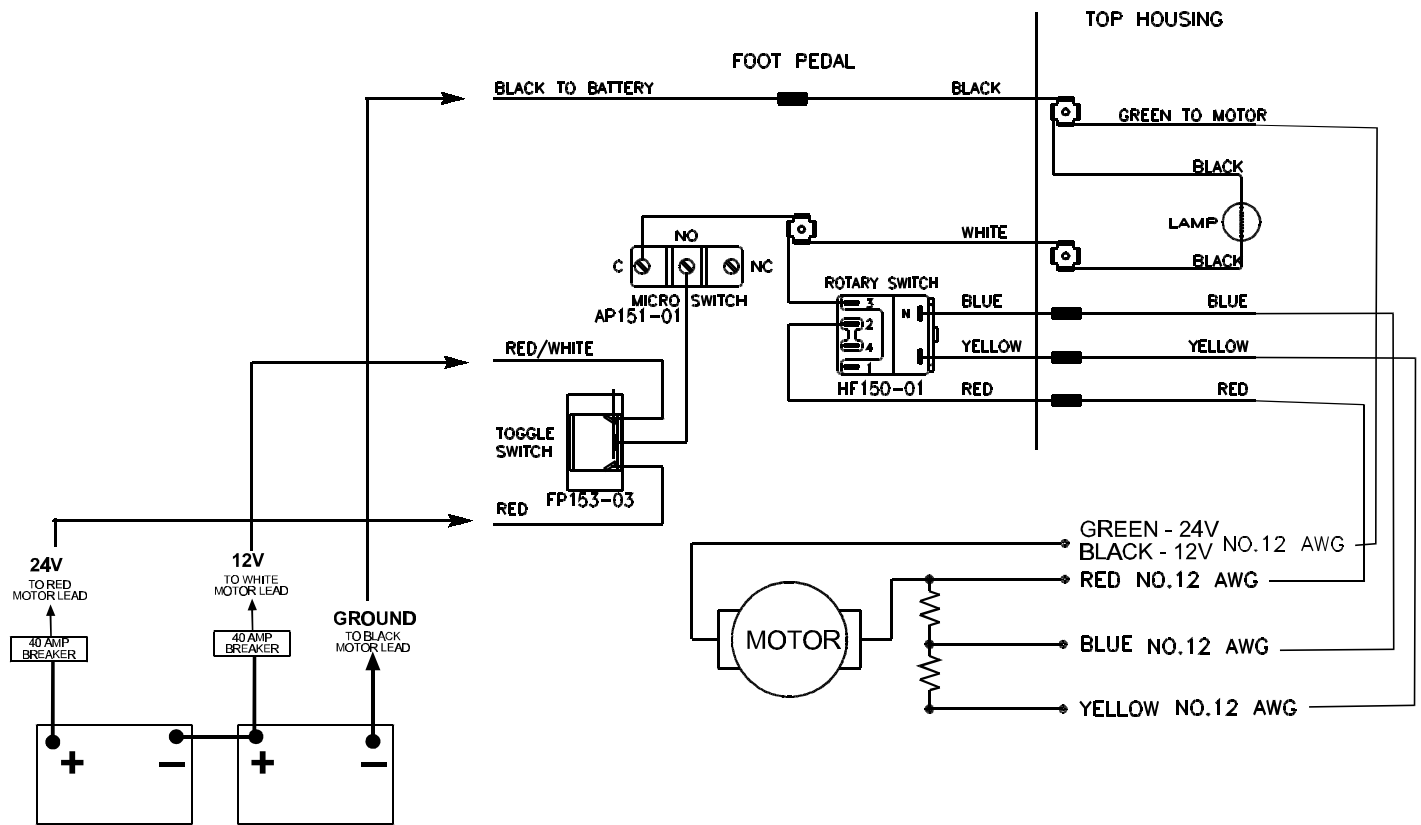 TOP HOUSING
FOOT PEDAL
BLACK TO BATTERY
BLACK
GREEN TO MOTOR
BLACK
LAMP
WHITE
BLACK
NO
C
NC
MICRO SWITCH
AP151-01
ROTARY SWITCH
3
N
2
4
1
HF150-01
BLUE
BLUE
YELLOW
YELLOW
RED
RED
RED/WHITE
TOGGLE
SWITCH
FP153-03
RED
24V
TO RED
MOTOR LEAD
40 AMP
BREAKER
12V
TO WHITE
MOTOR LEAD
40 AMP
BREAKER
GROUND
TO BLACK
MOTOR LEAD
+
−
+
−
MOTOR
GREEN - 24V
BLACK - 12V
NO.12 AWG
RED NO.12 AWG
BLUE NO.12 AWG
YELLOW NO.12 AWG